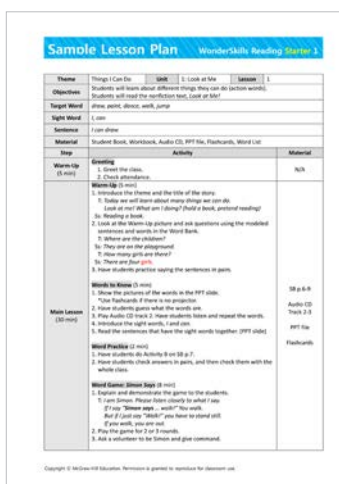 Sample Lesson Plan WonderSkills Reading Starter 1
Theme Things I Can Do Unit 1: Look at Me Lesson 1
Objectives Students will learn about different things they can do (action words).
Students will read the nonfiction text, Look at Me!
Target Word draw, paint, dance, walk, jump
Sight Word I, can
Sentence I can draw
Material Student Book, Workbook, Audio CD, PPT file, Flashcards, Word List
Step Activity Material
Warm-Up
(5 min)
Greeting
1. Greet the class.
2. Check attendance.
N/A
Main Lesson
(30 min)
Warm-Up (5 min)
1. Introduce the theme and the title of the story.
T: Today we will learn about many things we can do.
Look at me! What am I doing? (hold a book, pretend reading)
Ss: Reading a book.
2. Look at the Warm-Up picture and ask questions using the modeled
sentences and words in the Word Bank.
T: Where are the children?
Ss: They are on the playground.
T: How many girls are there?
Ss: There are four girls.
3. Have students practice saying the sentences in pairs.
Words to Know (5 min)
1. Show the pictures of the words in the PPT slide.
*Use flashcards if there is no projector.
2. Have students guess what the words are.
3. Play Audio CD track 2. Have students listen and repeat the words.
4. Introduce the sight words, I and can.
5. Read the sentences that have the sight words together. (PPT slide)
Word Practice (2 min)
1. Have students do Activity B on SB p.7.
2. Have students check answers in pairs, and then check them with the
whole class.
Word Game: Simon Says (8 min)
1. Explain and demonstrate the game to the students.
T: I am Simon. Please listen closely to what I say.
If I say "Simon says ... walk!" You walk.
But if I just say "Walk!" you have to stand still.
If you walk, you are out.
2. Play the game for 2 or 3 rounds.
3. Ask a volunteer to be Simon and give command.
SB p.6-9
Audio CD
Track 2-3
PPT file
Flashcards
Copyright © McGraw-Hill Education. Permission is granted to reproduce for classroom use.